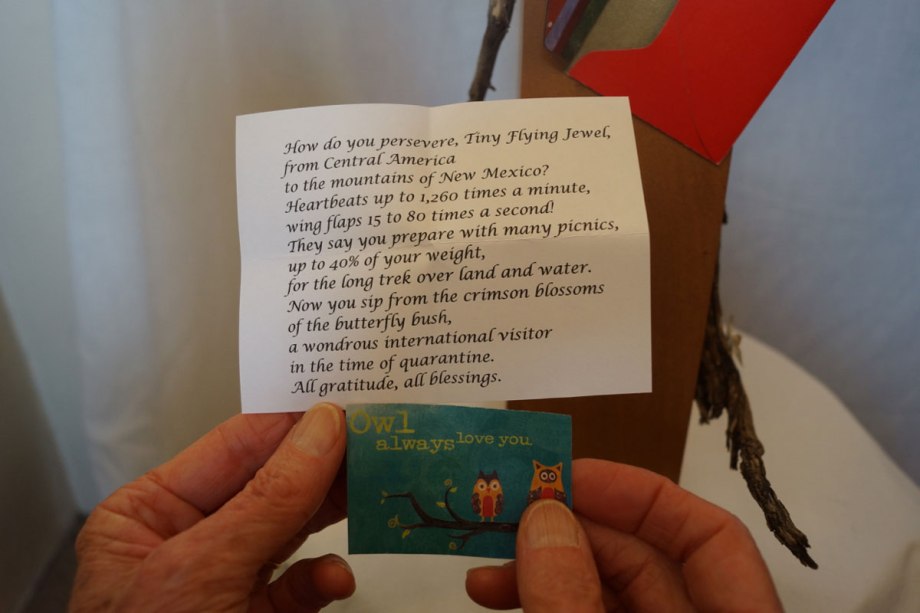 How do you persevere, Tiny Flying Jewel,
from Central America
to the mountains of New Mexico?
Heartbeats up to 1,260 times a minute,
wing flaps 15 to 80 times a second!
They say you prepare with many picnics,
up to 40% of your weight,
for the long trek over land and water.
Now you sip from the crimson blossoms
of the butterfly bush,
a wondrous international visitor
in the time of quarantine.
All gratitude, all blessings.
Owl
always love you